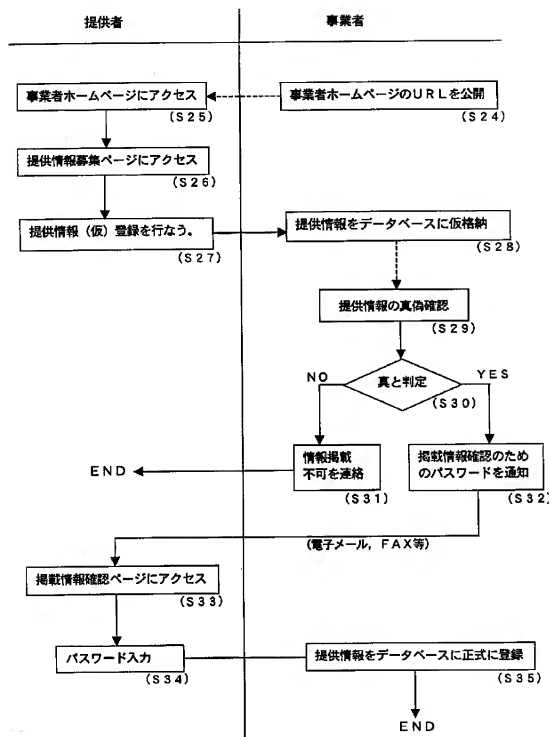 提供者
事業者
事業者ホームページにアクセス
(S25)
事業者ホームページのURLを公開
(S24)
提供情報募集ページにアクセス
(S26)
提供情報(仮)登録を行なう。
(S27)
提供情報をデータベースに仮格納
(S28)
提供情報の真偽確認
(S29)
NO
真と判定
YES
(S30)
情報掲載
不可を連絡
(S31)
掲載情報確認のため
のパスワードを通知
(S32)
END
(電子メール,FAX等)
掲載情報確認ページにアクセス
(S33)
パスワード入力
(S34)
提供情報をデータベースに正式に登録
(S35)
END